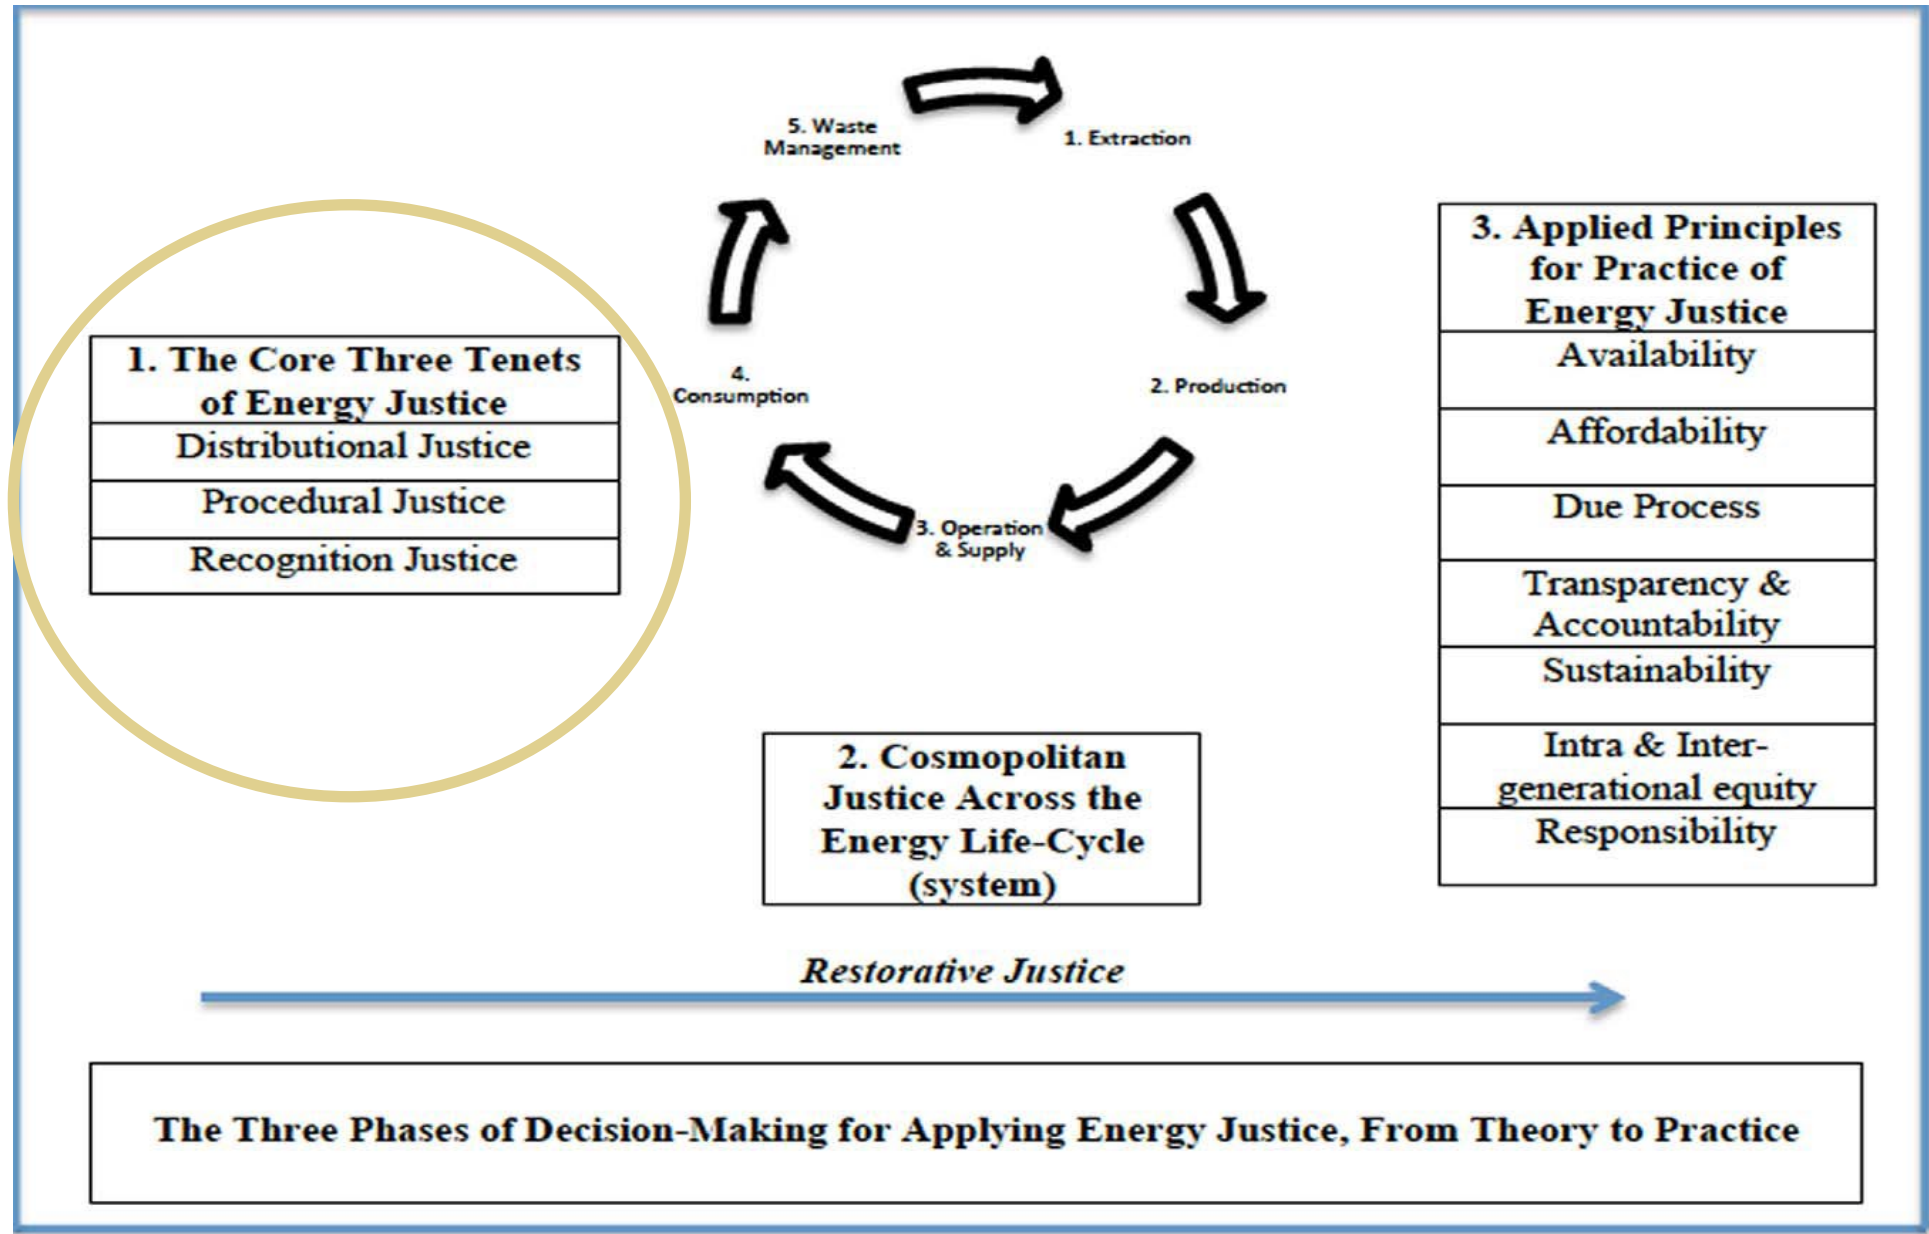 5. Waste
Management
1. Extraction
2. Production
3. Operation
& Supply
4.
Consumption
1. The Core Three Tenets
of Energy Justice
Distributional Justice
Procedural Justice
Recognition Justice
2. Cosmopolitan
Justice Across the
Energy Life-Cycle
(system)
3. Applied Principles
for Practice of
Energy Justice
Availability
Affordability
Due Process
Transparency &
Accountability
Sustainability
Intra & Inter-
generational equity
Responsibility
Restorative Justice
The Three Phases of Decision-Making for Applying Energy Justice, From Theory to Practice